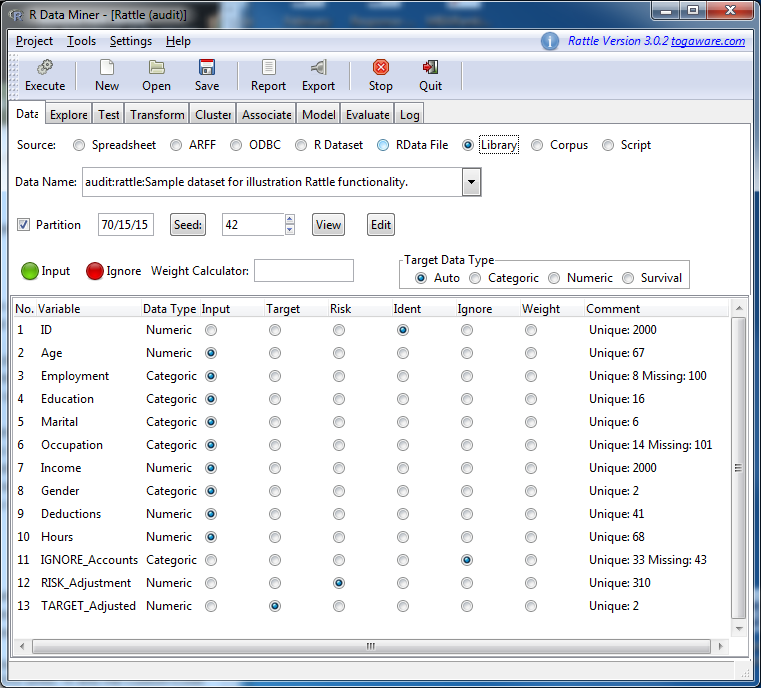 R Data Miner - [Rattle (audit)]
Project Tools Settings Help Rattle Version 3.0.2 togaware.com
Execute New Open Save Report Export Stop Quit
Data Explore Test Transform Cluster Associate Model Evaluate Log
Source: Spreadsheet ARFF ODBC R Dataset RData File Library Corpus Script
Data Name: audit:rattle:Sample dataset for illustration Rattle functionality.
Partition 70/15/15 Seed: 42 View Edit
Target Data Type
Input Ignore Weight Calculator: Auto Categoric Numeric Survival
No. Variable Data Type Input Target Risk Ident Ignore Weight Comment
1 ID Numeric Unique: 2000
2 Age Numeric Unique: 67
3 Employment Categoric Unique: 8 Missing: 100
4 Education Categoric Unique: 16
5 Marital Categoric Unique: 6
6 Occupation Categoric Unique: 14 Missing: 101
7 Income Numeric Unique: 2000
8 Gender Categoric Unique: 2
9 Deductions Numeric Unique: 41
10 Hours Numeric Unique: 68
11 IGNORE_Accounts Categoric Unique: 33 Missing: 43
12 RISK_Adjustment Numeric Unique: 310
13 TARGET_Adjusted Numeric Unique: 2